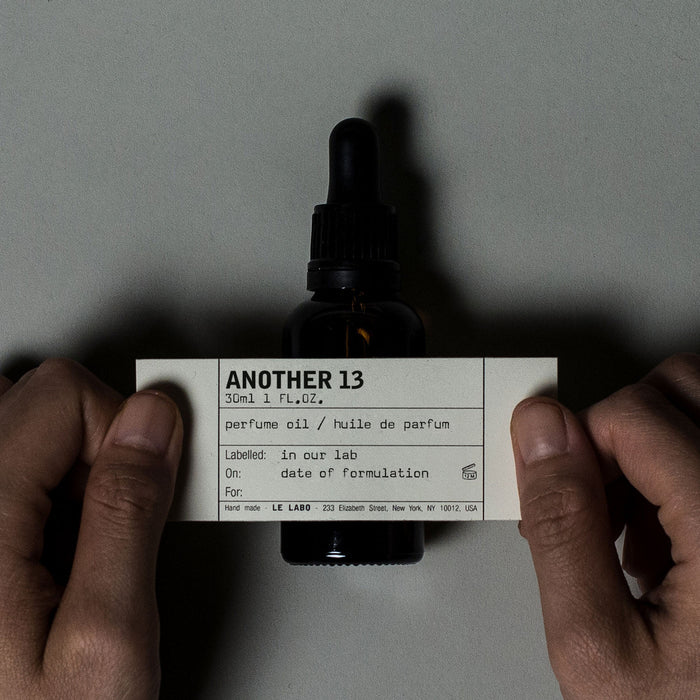 ANOTHER 13
30ml 1 FL.OZ.
perfume oil / huile de parfum
Labelled: in our lab
On: date of formulation
For:
Hand made - LE LABO - 233 Elizabeth Street, New York, NY 10012, USA